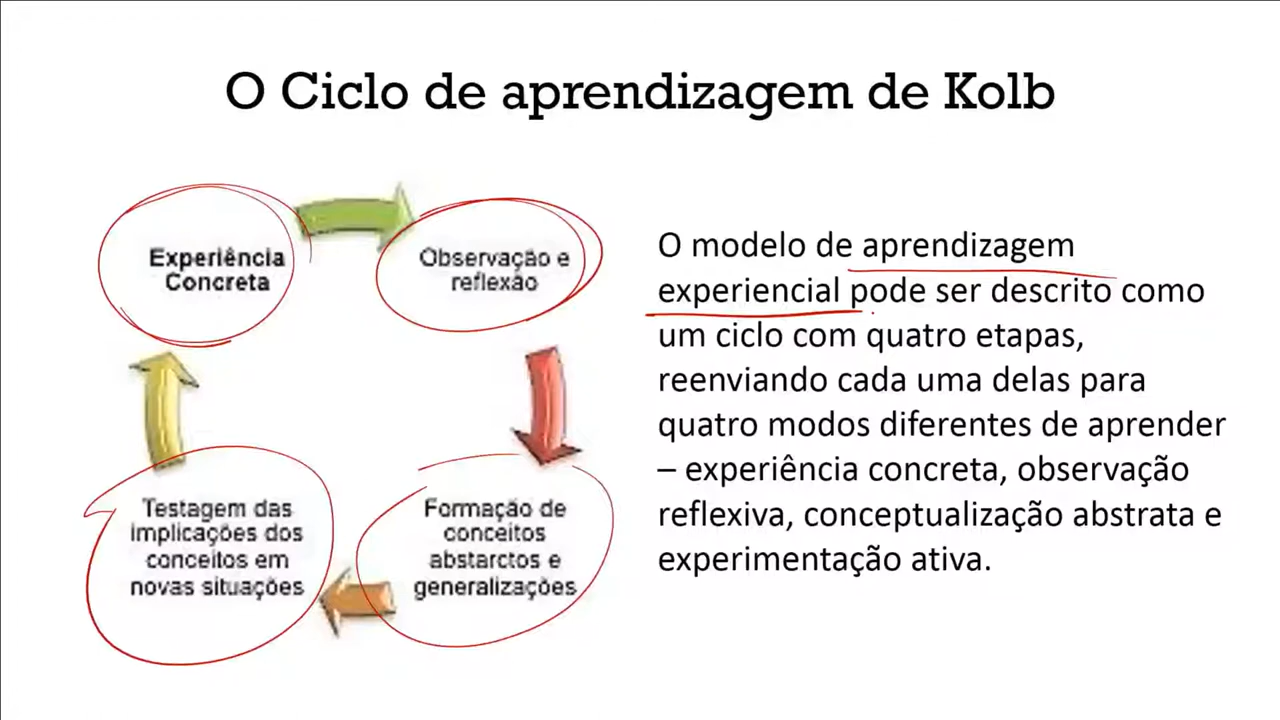 O Ciclo de aprendizagem de Kolb
Experiência
Concreta
Observação e
reflexão
Testagem das
implicações dos
conceitos em
novas situações
Formação de
conceitos
abstarctos e
generalizações
O modelo de aprendizagem
experiencial pode ser descrito como
um ciclo com quatro etapas,
reenviando cada uma delas para
quatro modos diferentes de aprender
– experiência concreta, observação
reflexiva, conceptualização abstrata e
experimentação ativa.